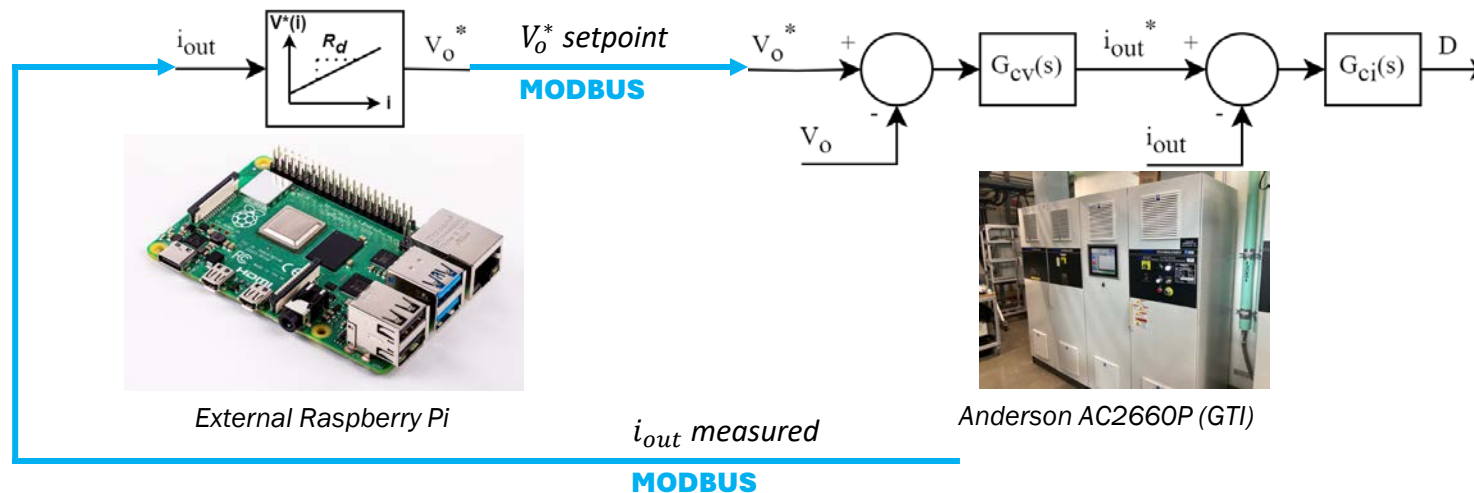 i_out
V*(i)
R_d
i
V_o^*
V_o^* setpoint
MODBUS
V_o^*
+
-
V_o
G_cv(s)
i_out^*
+
-
i_out
G_ci(s)
D
HDMI
External Raspberry Pi
Anderson AC2660P (GTI)
i_out measured
MODBUS